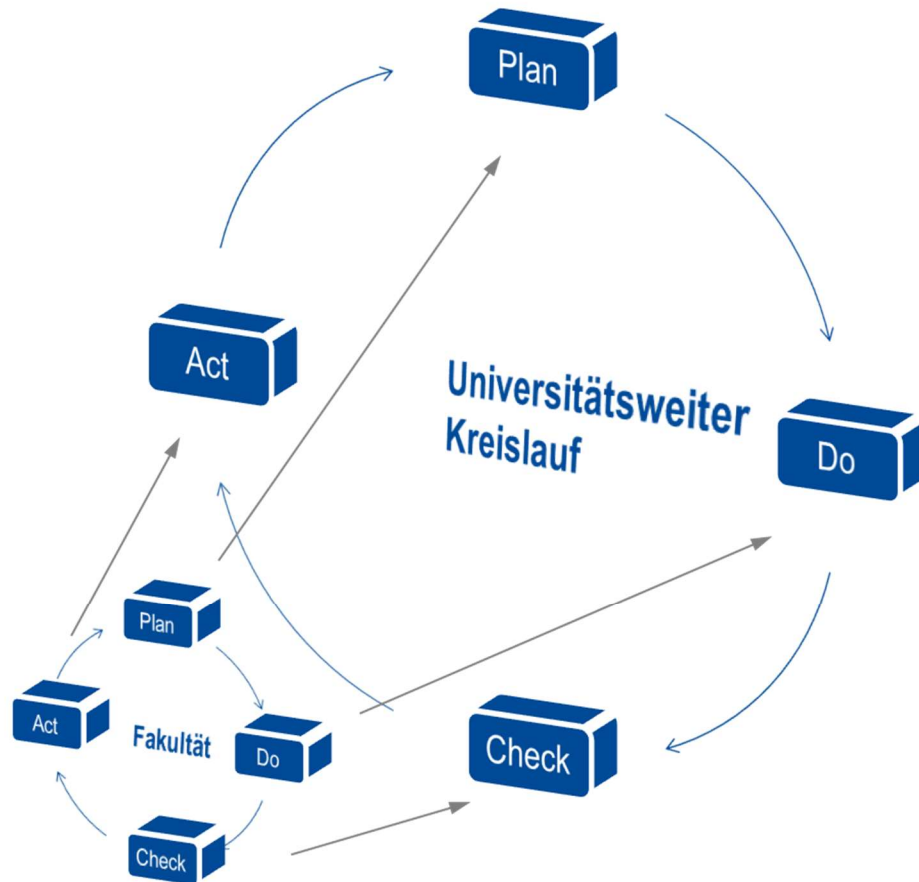 Plan
Act
Universitätsweiter
Kreislauf
Do
Plan
Act
Fakultät
Do
Check
Check